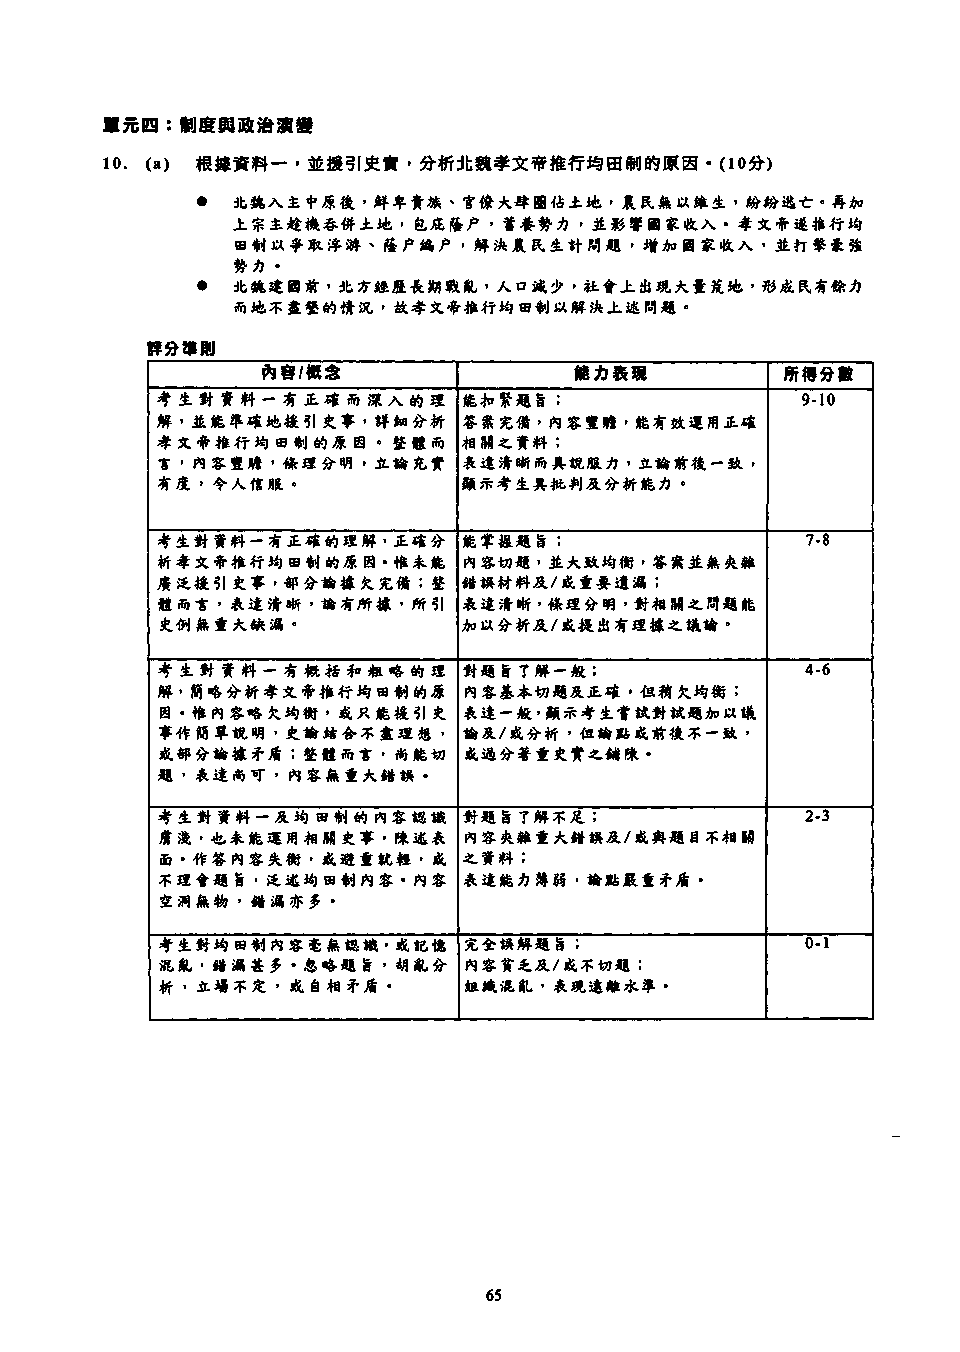 單元四：制度與政治演變
10. (a) 根據資料一，並援引史實，分析北魏孝文帝推行均田制的原因。(10分)
● 北魏入主中原後，鮮卑貴族、官僚大肆圈佔土地，農民無以維生，紛紛逃亡。再加
上宗主趁機吞併土地，包庇蔭户，蓄養勢力，並影響國家收入。孝文帝遂推行均
田制以爭取浮游、蔭户編户，解決農民生計問題，增加國家收入，並打擊豪強
勢力。
● 北魏建國前，北方經歷長期戰亂，人口減少，社會上出現大量荒地，形成民有餘力
而地不盡墾的情況，故孝文帝推行均田制以解決上述問題。
評分準則
內容/概念 能力表現 所得分數
考生對資料一有正確而深入的理 能扣緊題旨； 9-10
解，並能準確地援引史事，詳細分析 答案完備，內容豐贍，能有效運用正確
孝文帝推行均田制的原因。整體而 相關之資料；
言，內容豐贍，條理分明，立論充實 表達清晰而具說服力，立論前後一致，
有度，令人信服。 顯示考生具批判及分析能力。
考生對資料一有正確的理解，正確分 能掌握題旨； 7-8
析孝文帝推行均田制的原因。惟未能 內容切題，並大致均衡，答案並無夾雜
廣泛援引史事，部分論據欠完備；整 錯誤材料及/或重要遺漏；
體而言，表達清晰，論有所據，所引 表達清晰，條理分明，對相關之問題能
史例無重大缺漏。 加以分析及/或提出有理據之議論。
考生對資料一有概括和粗略的理 對題旨了解一般； 4-6
解，簡略分析孝文帝推行均田制的原 內容基本切題及正確，但稍欠均衡；
因。惟內容略欠均衡，或只能援引史 表達一般，顯示考生嘗試對試題加以議
事作簡單說明，史論結合不盡理想， 論及/或分析，但論點或前後不一致，
或部分論據矛盾；整體而言，尚能切 或過分著重史實之鋪陳。
題，表達尚可，內容無重大錯誤。
考生對資料一及均田制的內容認識 對題旨了解不足； 2-3
膚淺，也未能運用相關史事，陳述表 內容夾雜重大錯誤及/或與題目不相關
面。作答內容失衡，或避重就輕，或 之資料；
不理會題旨，泛述均田制內容。內容 表達能力薄弱，論點嚴重矛盾。
空洞無物，錯漏亦多。
考生對均田制內容毫無認識，或記憶 完全誤解題旨； 0-1
混亂，錯漏甚多。忽略題旨，胡亂分 內容貧乏及/或不切題；
析，立場不定，或自相矛盾。 組織混亂，表現遠離水準。
65